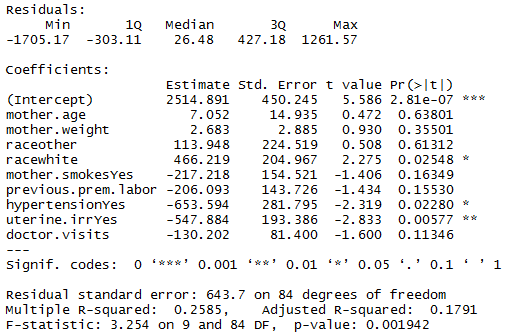 Residuals:
     Min       1Q   Median       3Q      Max
-1705.17  -303.11    26.48   427.18  1261.57
Coefficients:
                    Estimate Std. Error t value Pr(>|t|)
(Intercept)         2514.891    450.245   5.586 2.81e-07 ***
mother.age             7.052     14.935   0.472  0.63801
mother.weight          2.683      2.885   0.930  0.35501
raceother            113.948    224.519   0.508  0.61312
racewhite            466.219    204.967   2.275  0.02548 *
mother.smokesYes    -217.218    154.521  -1.406  0.16349
previous.prem.labor -206.093    143.726  -1.434  0.15530
hypertensionYes     -653.594    281.795  -2.319  0.02280 *
uterine.irrYes      -547.884    193.386  -2.833  0.00577 **
doctor.visits       -130.202     81.400  -1.600  0.11346
---
Signif. codes:  0 ‘***’ 0.001 ‘**’ 0.01 ‘*’ 0.05 ‘.’ 0.1 ‘ ’ 1
Residual standard error: 643.7 on 84 degrees of freedom
Multiple R-squared:  0.2585,	Adjusted R-squared:  0.1791
F-statistic: 3.254 on 9 and 84 DF,  p-value: 0.001942